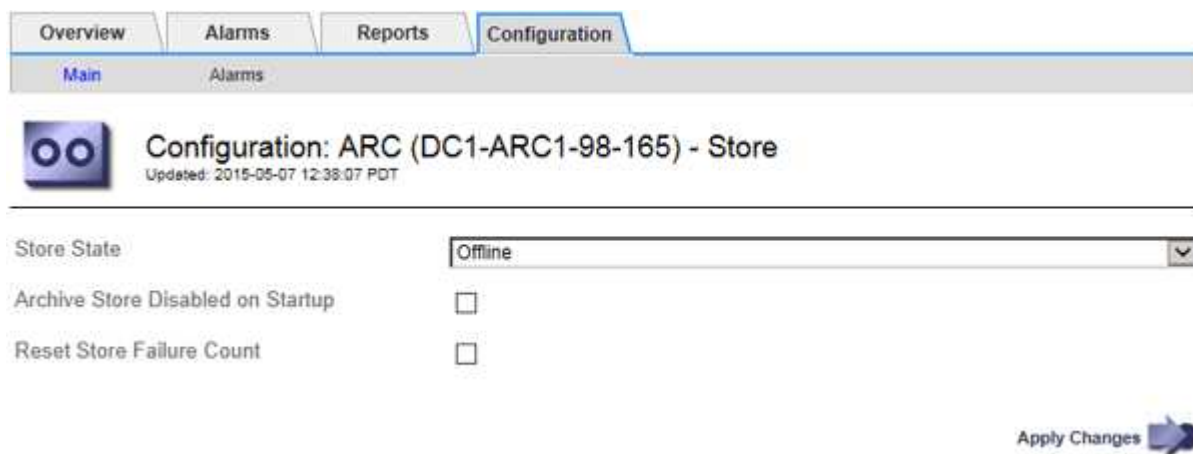 Overview Alarms Reports Configuration
Main Alarms
Configuration: ARC (DC1-ARC1-98-165) - Store
Updated: 2015-05-07 12:38:07 PDT
Store State Offline
Archive Store Disabled on Startup
Reset Store Failure Count
Apply Changes